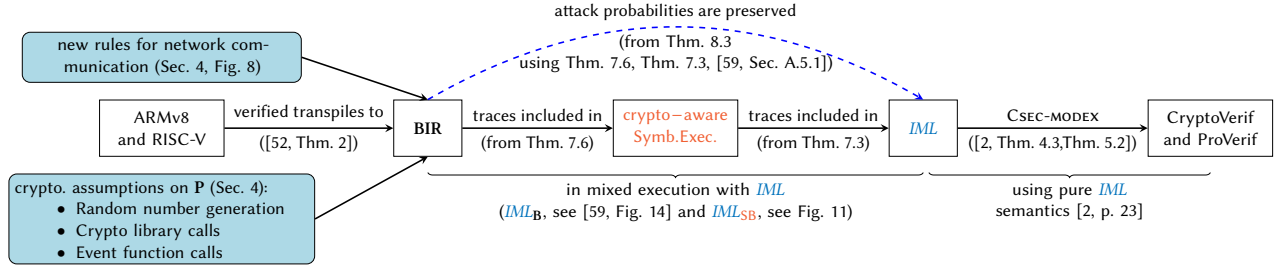 attack probabilities are preserved
(from Thm. 8.3
using Thm. 7.6, Thm. 7.3, [59, Sec. A.5.1])
new rules for network com-
munication (Sec. 4, Fig. 8)
ARMv8
and RISC-V
verified transpiles to
([52, Thm. 2])
BIR
traces included in
(from Thm. 7.6)
crypto−aware
Symb.Exec.
traces included in
(from Thm. 7.3)
IML
Csec-modex
([2, Thm. 4.3,Thm. 5.2])
CryptoVerif
and ProVerif
crypto. assumptions on P (Sec. 4):
• Random number generation
• Crypto library calls
• Event function calls
in mixed execution with IML
(IML_B, see [59, Fig. 14] and IML_SB, see Fig. 11)
using pure IML
semantics [2, p. 23]